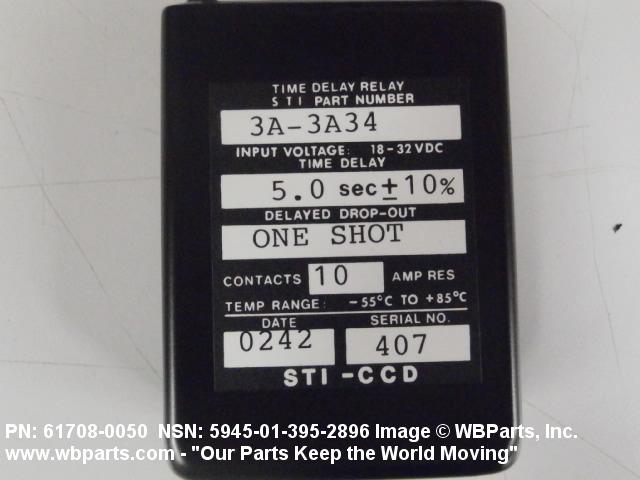 TIME DELAY RELAY
STI PART NUMBER
3A-3A34
INPUT VOLTAGE: 18-32 VDC
TIME DELAY
5.0 sec ± 10%
DELAYED DROP-OUT
ONE SHOT
CONTACTS 10 AMP RES
TEMP RANGE: -55°C TO +85°C
DATE SERIAL NO.
0242 407
STI-CCD
PN: 61708-0050 NSN: 5945-01-395-2896 Image © WBParts, Inc.
www.wbparts.com - "Our Parts Keep the World Moving"